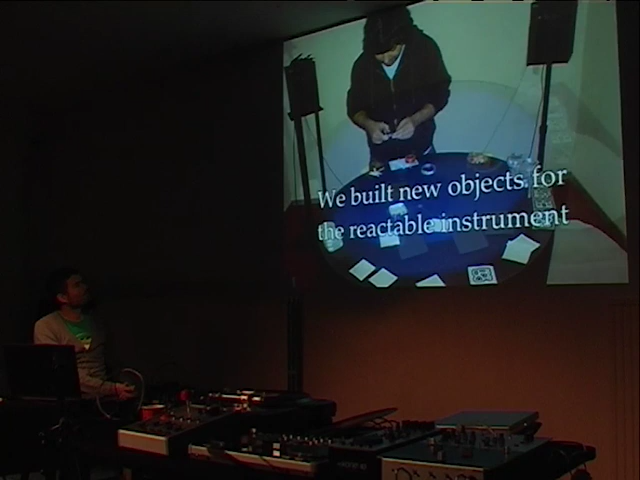 We built new objects for
the reactable instrument